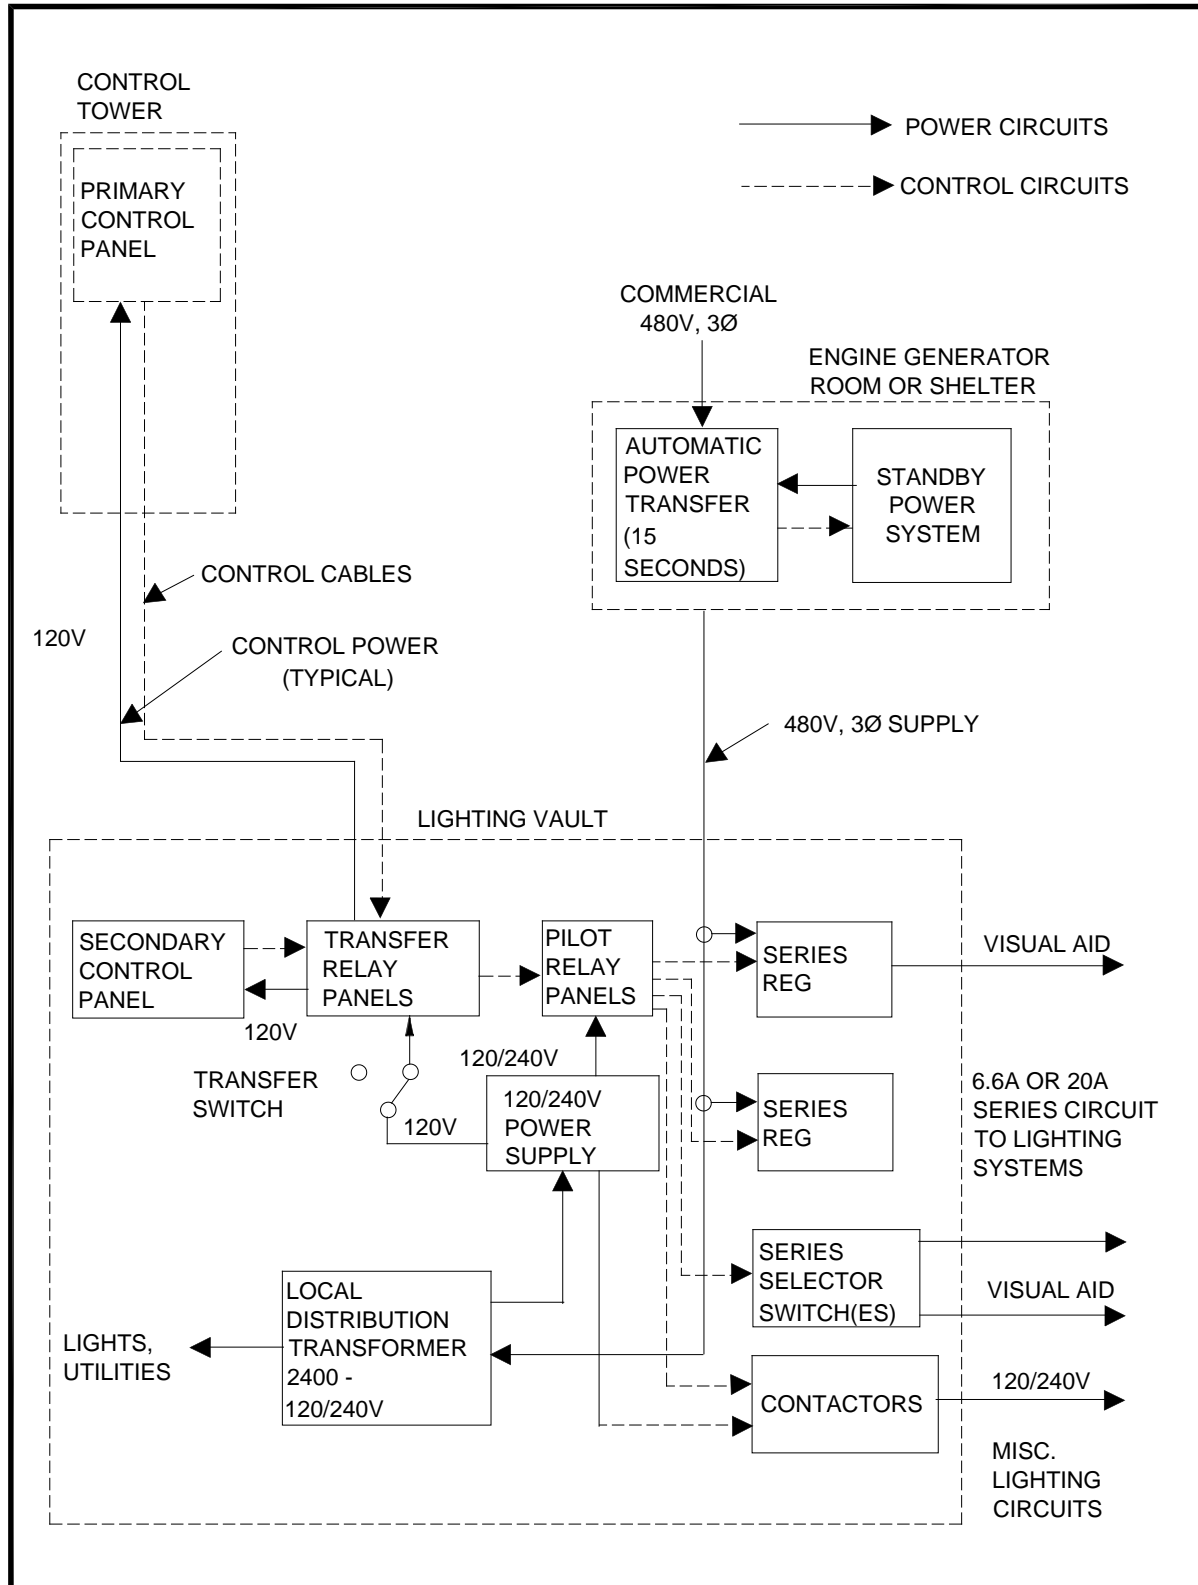 CONTROL
TOWER
PRIMARY
CONTROL
PANEL
POWER CIRCUITS
CONTROL CIRCUITS
COMMERCIAL
480V, 3Ø
ENGINE GENERATOR
ROOM OR SHELTER
AUTOMATIC
POWER
TRANSFER
(15
SECONDS)
STANDBY
POWER
SYSTEM
CONTROL CABLES
120V
CONTROL POWER
(TYPICAL)
480V, 3Ø SUPPLY
LIGHTING VAULT
SECONDARY
CONTROL
PANEL
TRANSFER
RELAY
PANELS
PILOT
RELAY
PANELS
SERIES
REG
VISUAL AID
120V
TRANSFER
SWITCH
120V
120/240V
120/240V
POWER
SUPPLY
SERIES
REG
6.6A OR 20A
SERIES CIRCUIT
TO LIGHTING
SYSTEMS
SERIES
SELECTOR
SWITCH(ES)
VISUAL AID
LIGHTS,
UTILITIES
LOCAL
DISTRIBUTION
TRANSFORMER
2400 -
120/240V
CONTACTORS
120/240V
MISC.
LIGHTING
CIRCUITS